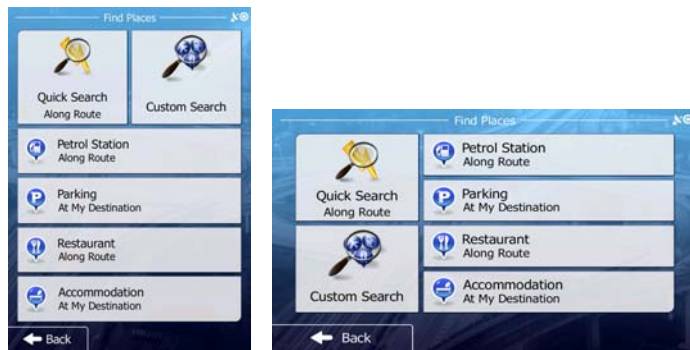 Find Places
Quick Search
Along Route
Custom Search
Petrol Station
Along Route
Parking
At My Destination
Restaurant
Along Route
Accommodation
At My Destination
Back
Find Places
Quick Search
Along Route
Custom Search
Petrol Station
Along Route
Parking
At My Destination
Restaurant
Along Route
Accommodation
At My Destination
Back